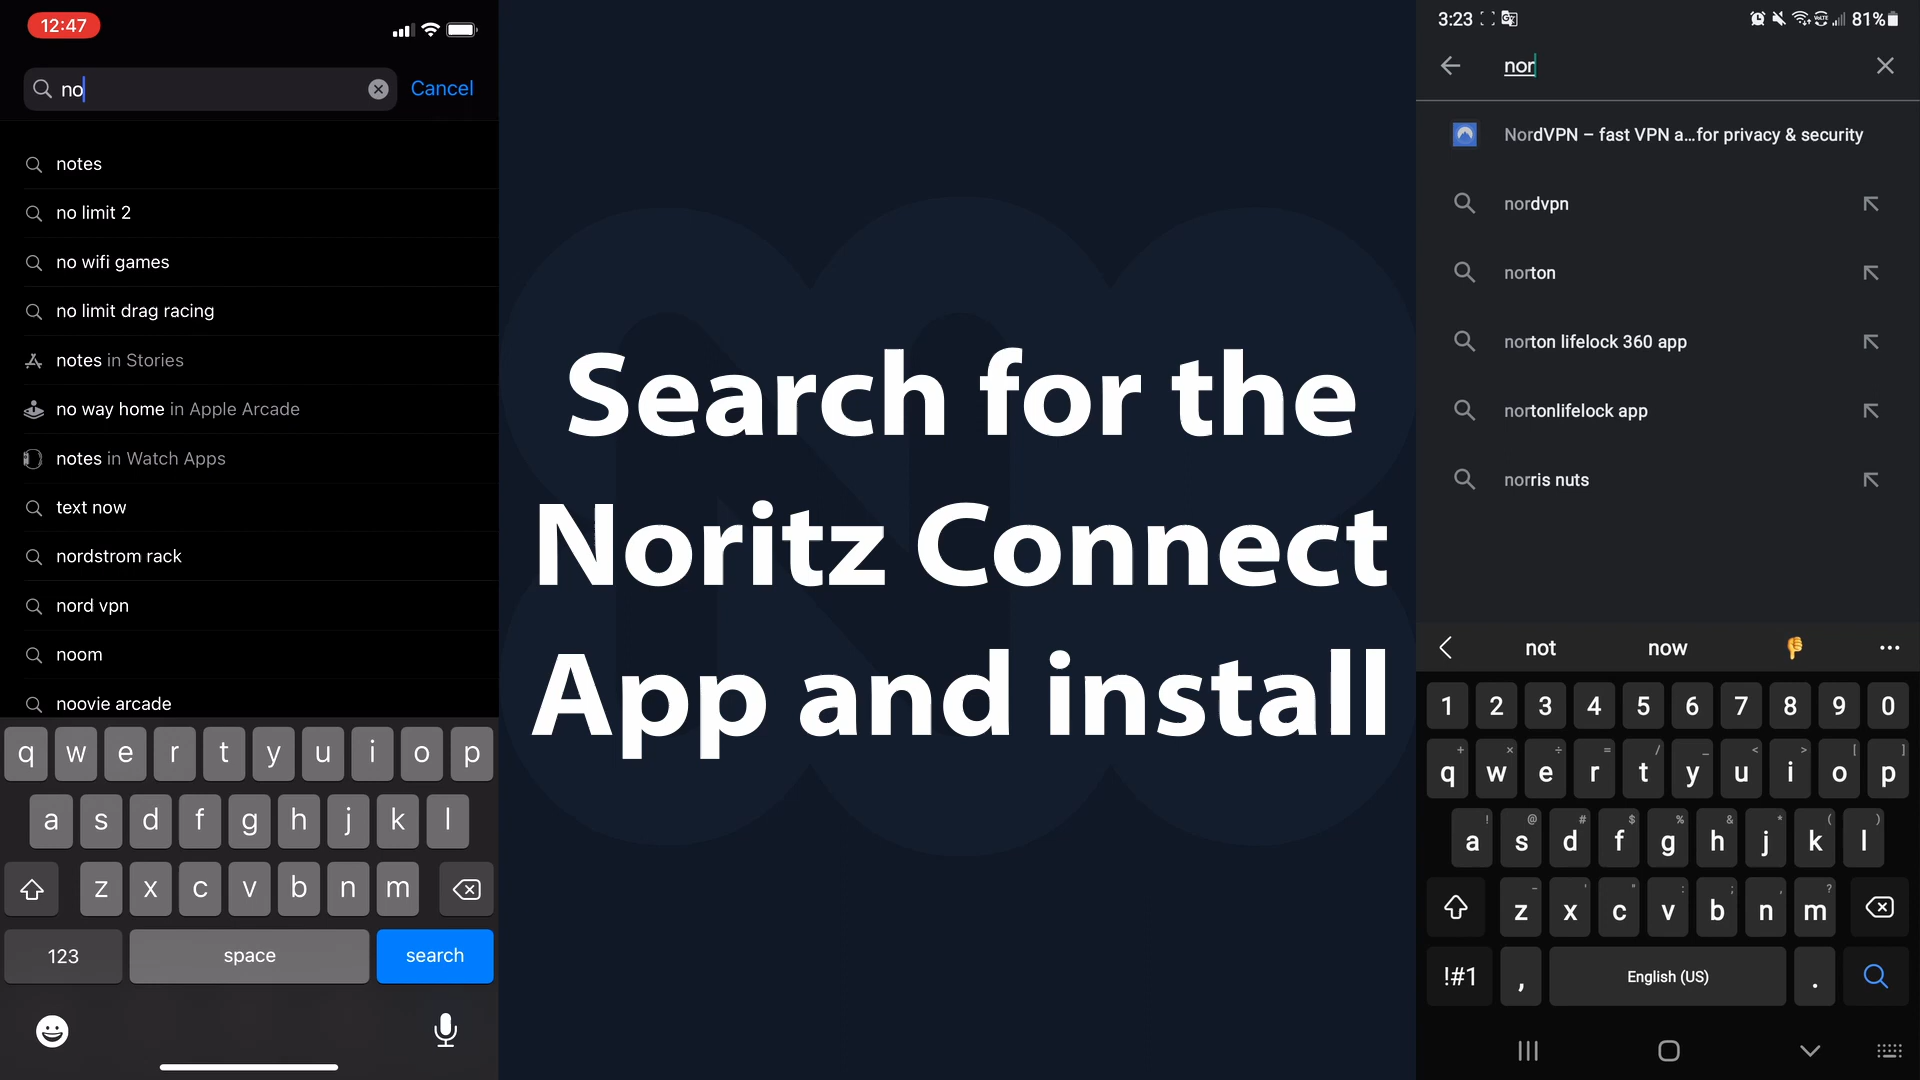 12:47
no
Cancel
notes
no limit 2
no wifi games
no limit drag racing
notes in Stories
no way home in Apple Arcade
notes in Watch Apps
text now
nordstrom rack
nord vpn
noom
noovie arcade
q w e r t y u i o p
a s d f g h j k l
z x c v b n m
123 space search
Search for the
Noritz Connect
App and install
3:23 81%
nor
NordVPN – fast VPN a...for privacy & security
nordvpn
norton
norton lifelock 360 app
nortonlifelock app
norris nuts
not now
1 2 3 4 5 6 7 8 9 0
q w e r t y u i o p
a s d f g h j k l
z x c v b n m
!#1 , English (US) .